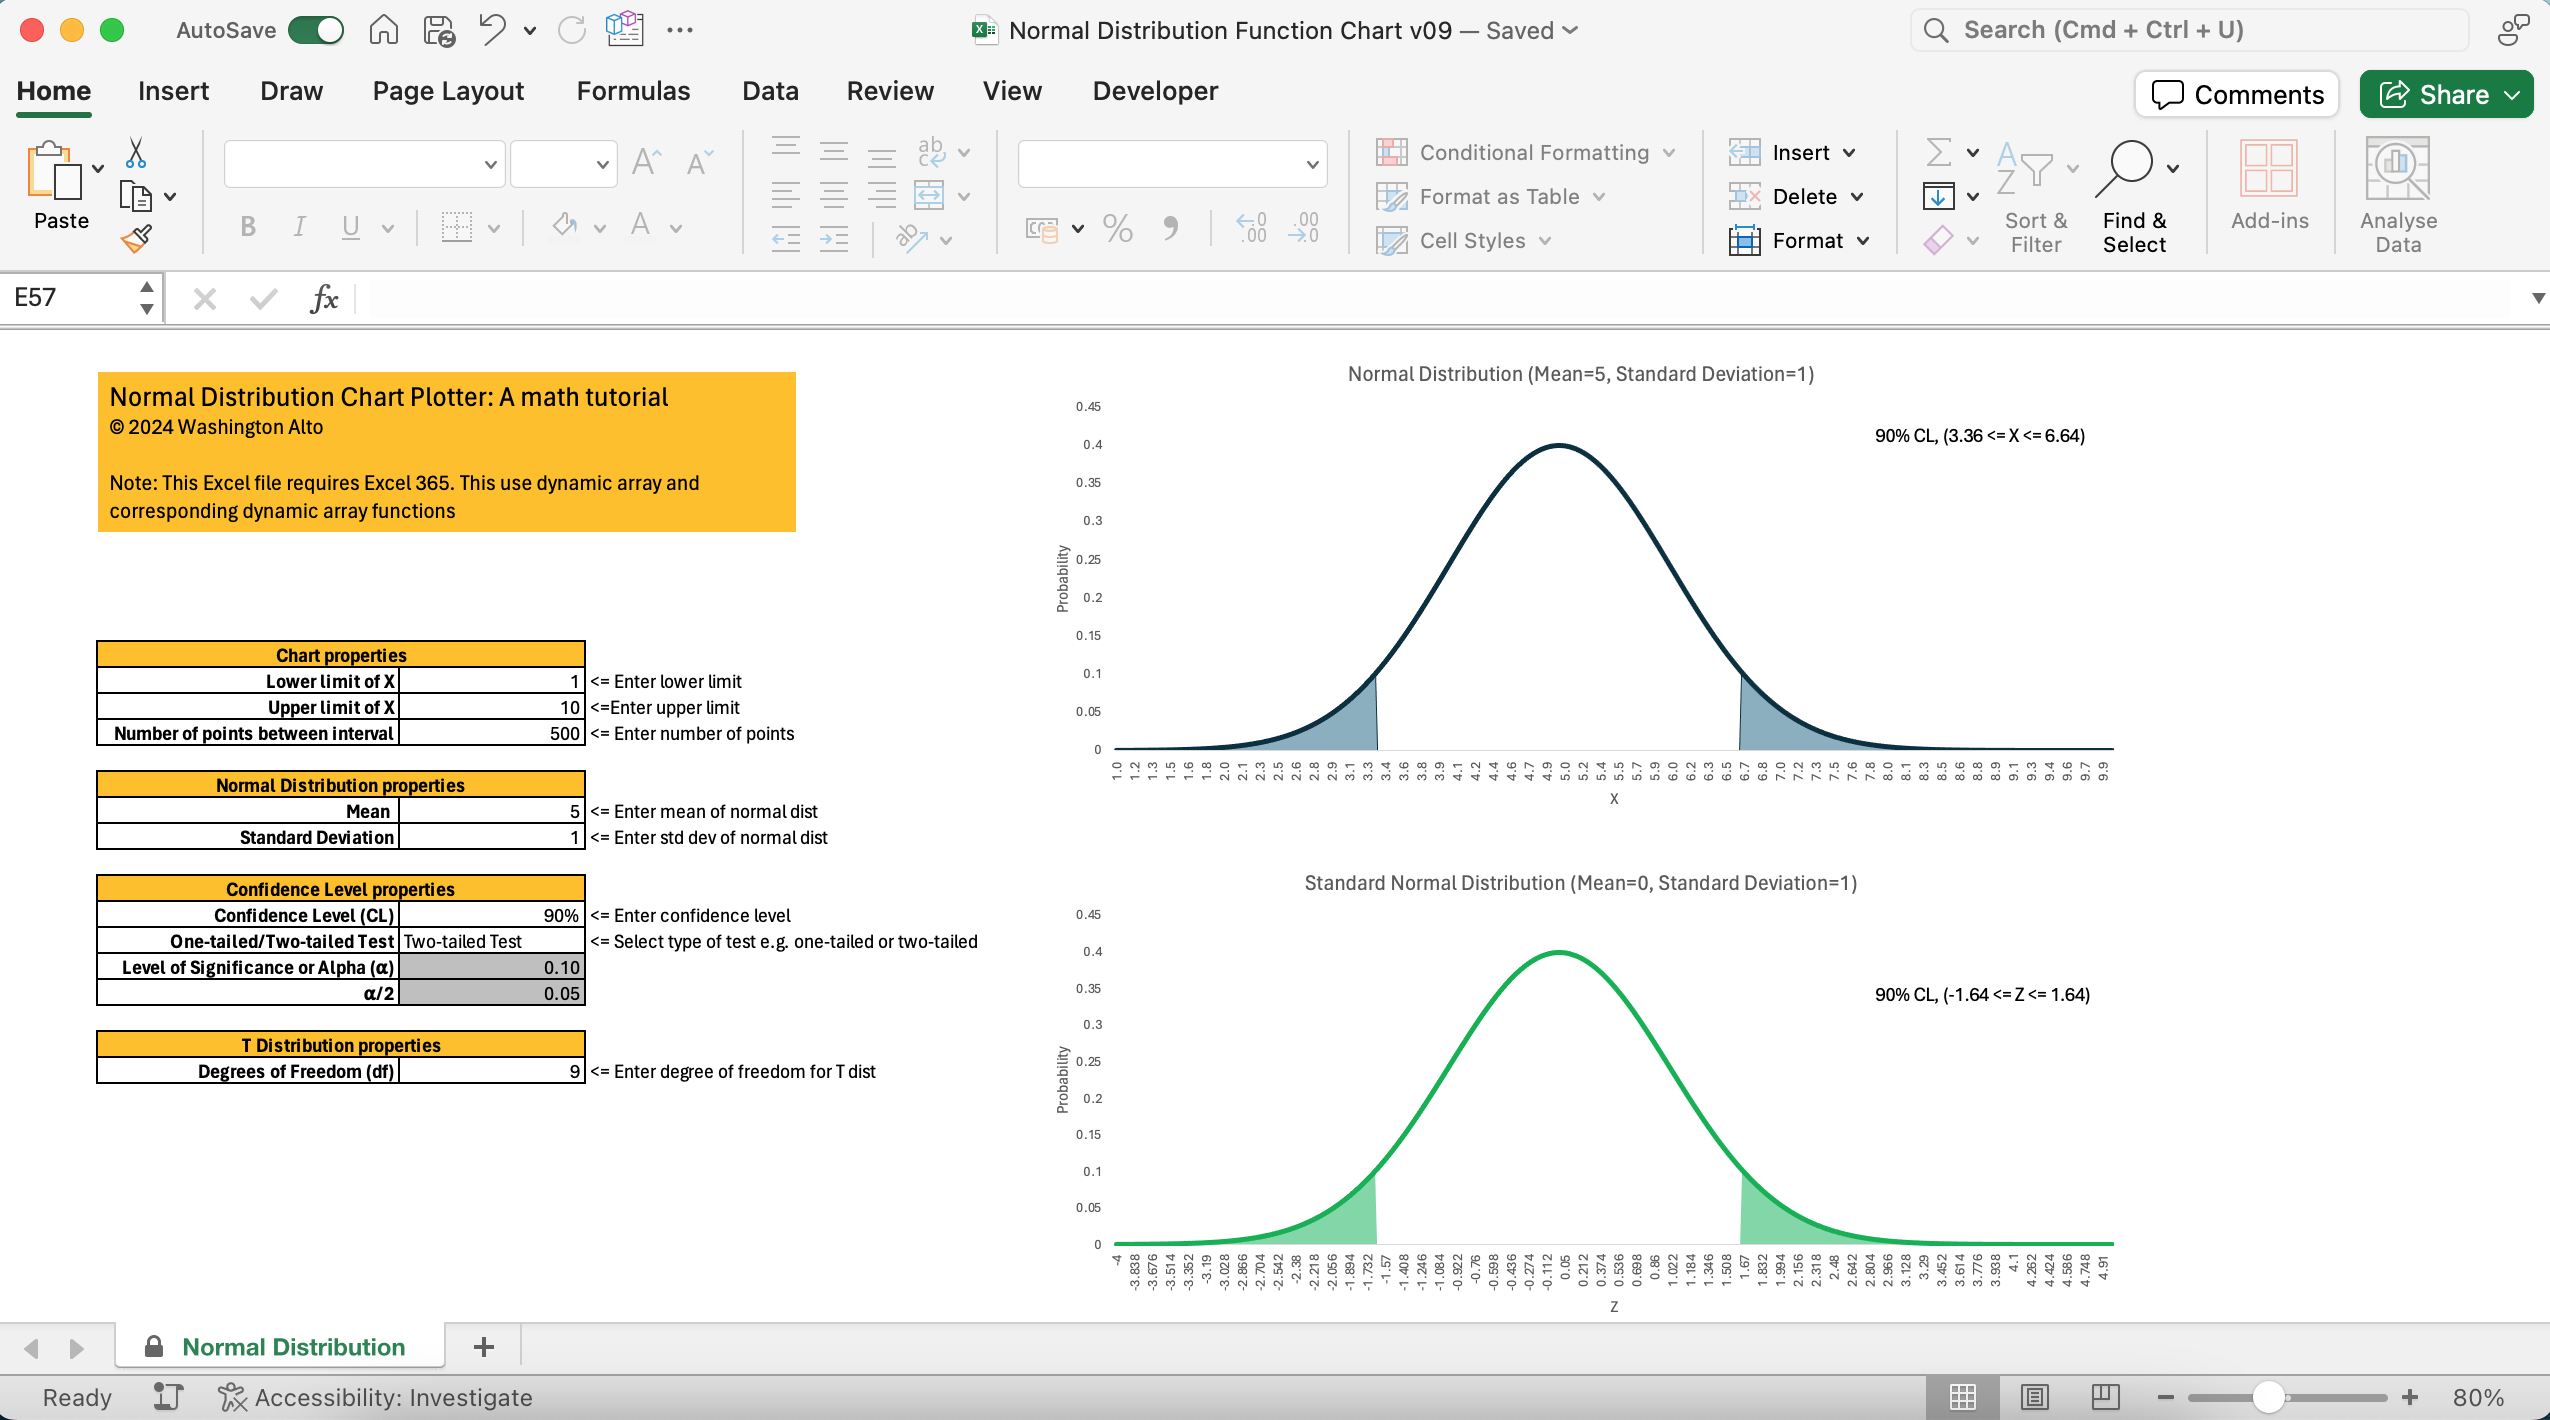 AutoSave
Normal Distribution Function Chart v09 — Saved
Search (Cmd + Ctrl + U)
Home Insert Draw Page Layout Formulas Data Review View Developer
Comments
Share
Paste
B I U
Conditional Formatting
Format as Table
Cell Styles
Insert
Delete
Format
Sort & Filter
Find & Select
Add-ins
Analyse Data
E57
fx
Normal Distribution Chart Plotter: A math tutorial
© 2024 Washington Alto
Note: This Excel file requires Excel 365. This use dynamic array and
corresponding dynamic array functions
Chart properties
Lower limit of X 1 <= Enter lower limit
Upper limit of X 10 <=Enter upper limit
Number of points between interval 500 <= Enter number of points
Normal Distribution properties
Mean 5 <= Enter mean of normal dist
Standard Deviation 1 <= Enter std dev of normal dist
Confidence Level properties
Confidence Level (CL) 90% <= Enter confidence level
One-tailed/Two-tailed Test Two-tailed Test <= Select type of test e.g. one-tailed or two-tailed
Level of Significance or Alpha (α) 0.10
α/2 0.05
T Distribution properties
Degrees of Freedom (df) 9 <= Enter degree of freedom for T dist
Normal Distribution (Mean=5, Standard Deviation=1)
90% CL, (3.36 <= X <= 6.64)
Probability
0.45
0.4
0.35
0.3
0.25
0.2
0.15
0.1
0.05
0
1.0 1.2 1.3 1.5 1.6 1.8 2.0 2.1 2.3 2.5 2.6 2.8 2.9 3.1 3.3 3.4 3.6 3.8 3.9 4.1 4.2 4.4 4.6 4.7 4.9 5.0 5.2 5.4 5.5 5.7 5.9 6.0 6.2 6.3 6.5 6.7 6.8 7.0 7.2 7.3 7.5 7.6 7.8 8.0 8.1 8.3 8.5 8.6 8.8 8.9 9.1 9.3 9.4 9.6 9.7 9.9
X
Standard Normal Distribution (Mean=0, Standard Deviation=1)
90% CL, (-1.64 <= Z <= 1.64)
Probability
0.45
0.4
0.35
0.3
0.25
0.2
0.15
0.1
0.05
0
-4 -3.838 -3.676 -3.514 -3.352 -3.19 -3.028 -2.866 -2.704 -2.542 -2.38 -2.218 -2.056 -1.894 -1.732 -1.57 -1.408 -1.246 -1.084 -0.922 -0.76 -0.598 -0.436 -0.274 -0.112 0.05 0.212 0.374 0.536 0.698 0.86 1.022 1.184 1.346 1.508 1.67 1.832 1.994 2.156 2.318 2.48 2.642 2.804 2.966 3.128 3.29 3.452 3.614 3.776 3.938 4.1 4.262 4.424 4.586 4.748 4.91
Z
Normal Distribution
Ready
Accessibility: Investigate
80%